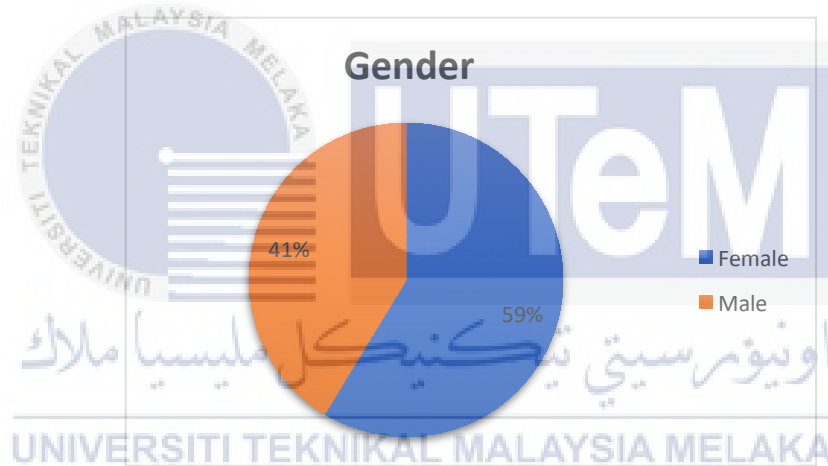 UNIVERSITI TEKNIKAL MALAYSIA MELAKA
UTeM
Gender
41%
59%
Female
Male
اونيۏرسيتي تيكنيكل مليسيا ملاك
UNIVERSITI TEKNIKAL MALAYSIA MELAKA